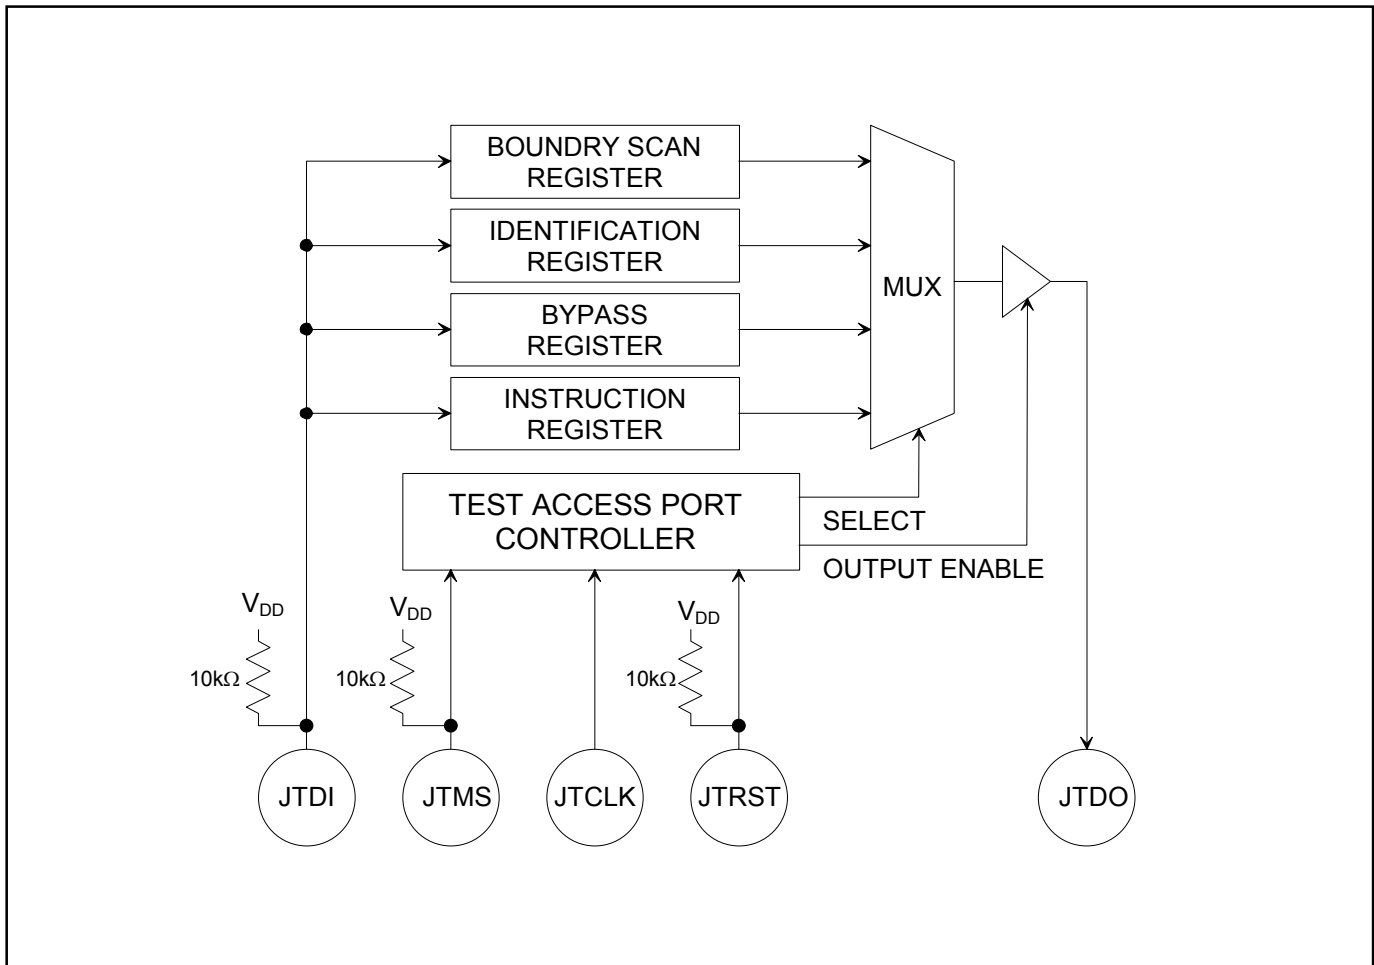 BOUNDRY SCAN
REGISTER
IDENTIFICATION
REGISTER
BYPASS
REGISTER
INSTRUCTION
REGISTER
MUX
TEST ACCESS PORT
CONTROLLER
SELECT
OUTPUT ENABLE
VDD
10kΩ
VDD
10kΩ
VDD
10kΩ
JTDI
JTMS
JTCLK
JTRST
JTDO